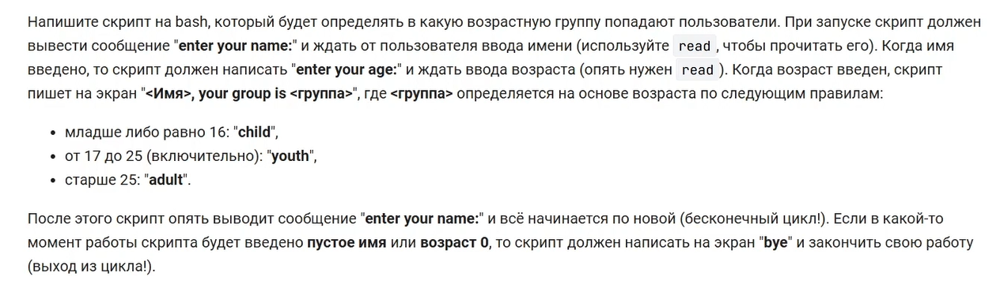 Напишите скрипт на bash, который будет определять в какую возрастную группу попадают пользователи. При запуске скрипт должен
вывести сообщение "enter your name:" и ждать от пользователя ввода имени (используйте read, чтобы прочитать его). Когда имя
введено, то скрипт должен написать "enter your age:" и ждать ввода возраста (опять нужен read). Когда возраст введен, скрипт
пишет на экран "<Имя>, your group is <группа>", где <группа> определяется на основе возраста по следующим правилам:
• младше либо равно 16: "child",
• от 17 до 25 (включительно): "youth",
• старше 25: "adult".
После этого скрипт опять выводит сообщение "enter your name:" и всё начинается по новой (бесконечный цикл!). Если в какой-то
момент работы скрипта будет введено пустое имя или возраст 0, то скрипт должен написать на экран "bye" и закончить свою работу
(выход из цикла!).